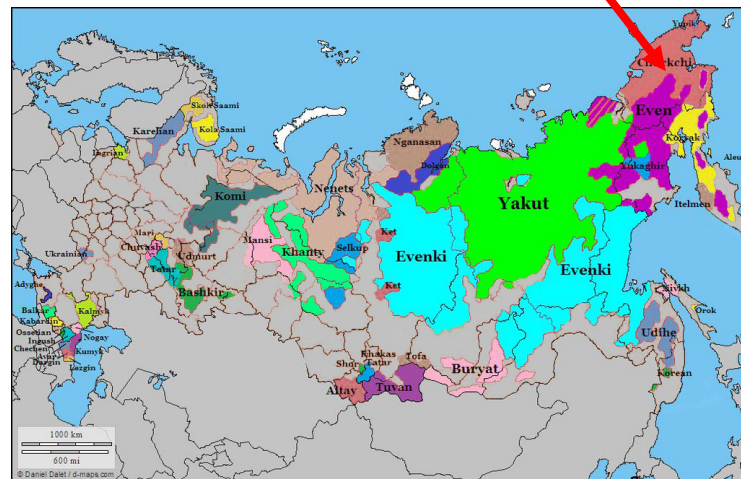 Yupik
Chukchi
Skolt Saami
Karelian
Kola Saami
Nganasan
Even
Koryak
Ingrian
Dolgan
Aleu
Nenets
Yukaghir
Itelmen
Komi
Yakut
Mari
Mansi
Ket
Ukrainian
Chuvash
Khanty
Selkup
Udmurt
Evenki
Tatar
Evenki
Adyghe
Bashkir
Ket
Nivkh
Balkar
Kalmyk
Orok
Kabardin
Udihe
Ossetian
Nogay
Ingush
Chechen
Kumyk
Avar
Khakas
Tofa
Dargin
Tatar
Shor
Lezgin
Buryat
Korean
Altay
Tuvan
1000 km
600 mi
© Daniel Dalet / d-maps.com